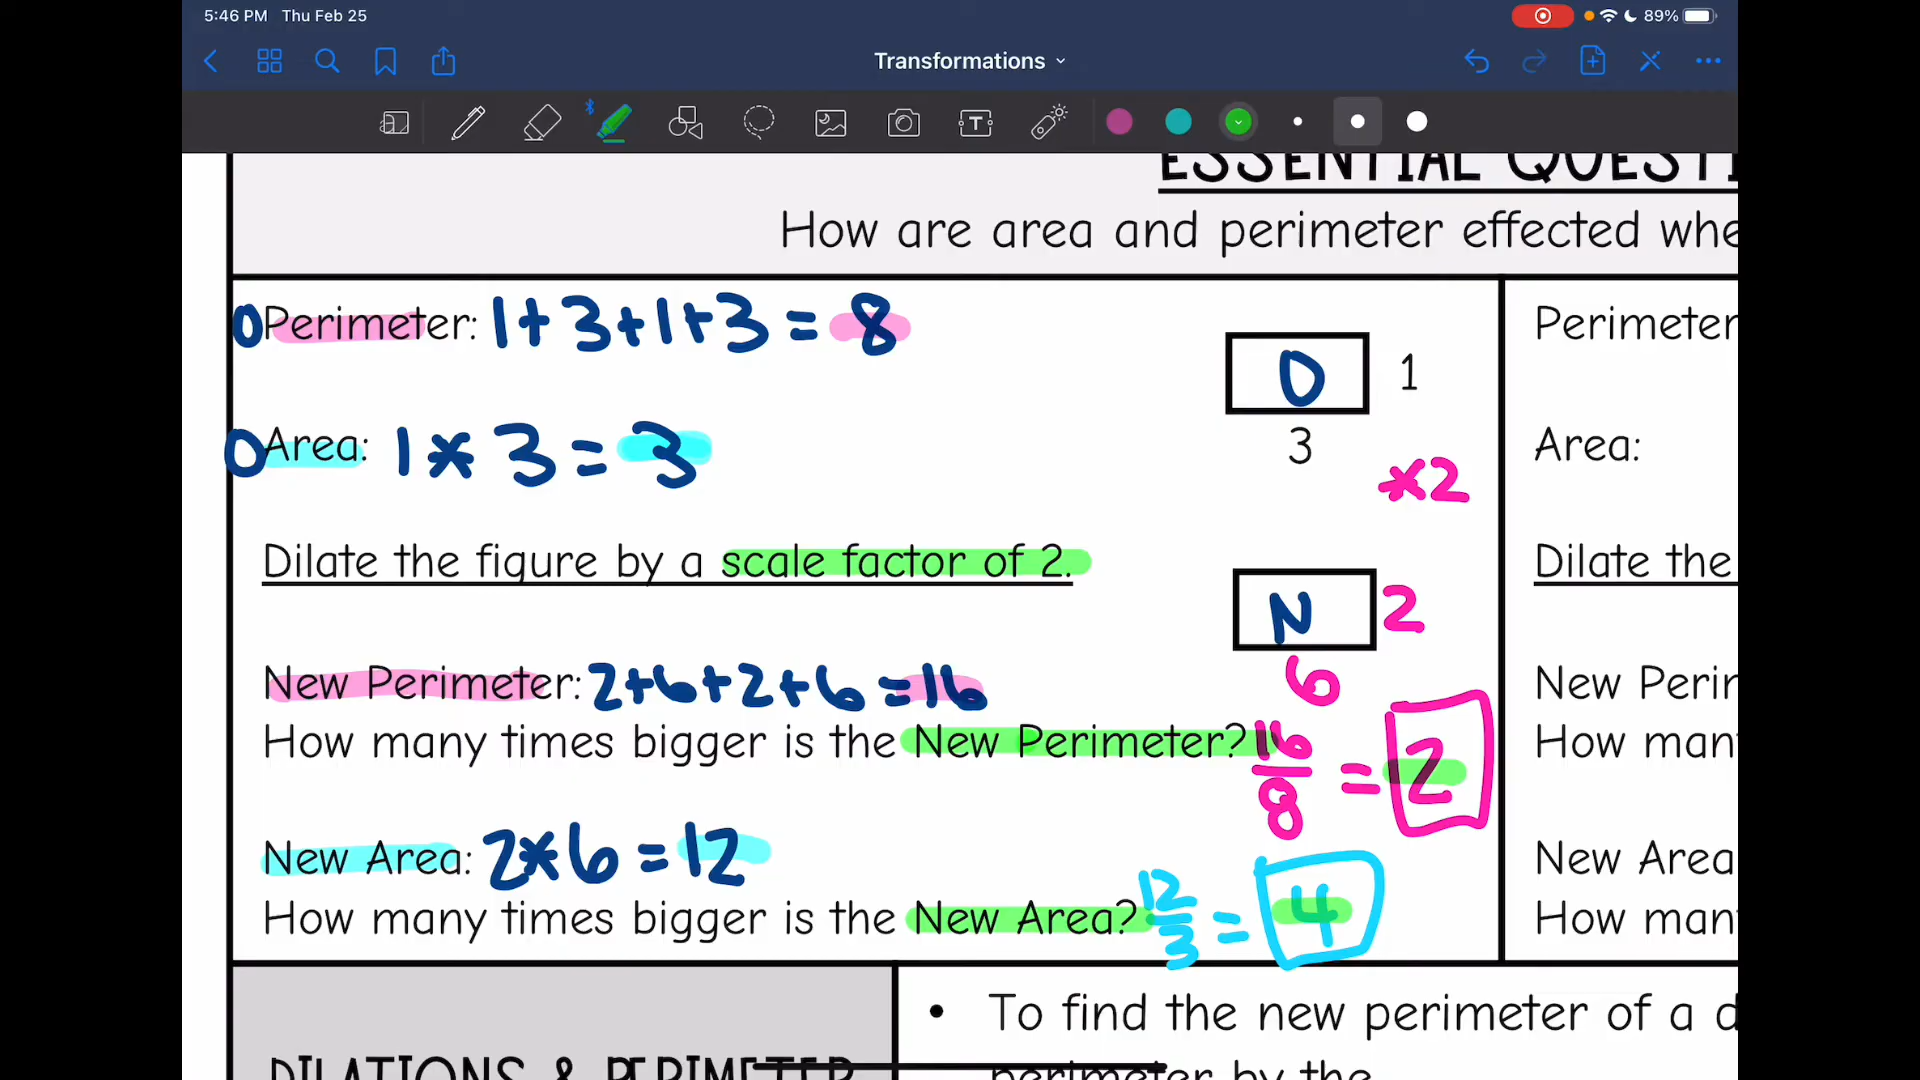 5:46 PM Thu Feb 25
89%
Transformations
ESSENTIAL QUESTI
How are area and perimeter effected whe
O Perimeter: 1+3+1+3 = 8
O 1
O Area: 1 * 3 = 3
3
*2
Dilate the figure by a scale factor of 2.
N 2
6
New Perimeter: 2+6+2+6 = 16
How many times bigger is the New Perimeter? 16/8 = 2
New Area: 2*6 = 12
How many times bigger is the New Area? 12/3 = 4
Perimeter
Area:
Dilate the
New Perir
How man
New Area
How man
DILATIONS & PERIMETER
• To find the new perimeter of a d
perimeter by the